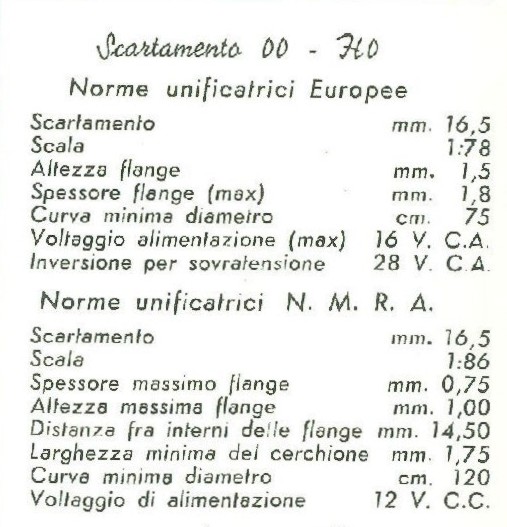 Scartamento 00 - H0
Norme unificatrici Europee
Scartamento mm. 16,5
Scala 1:78
Altezza flange mm. 1,5
Spessore flange (max) mm. 1,8
Curva minima diametro cm. 75
Voltaggio alimentazione (max) 16 V. C.A.
Inversione per sovratensione 28 V. C.A.
Norme unificatrici N. M. R. A.
Scartamento mm. 16,5
Scala 1:86
Spessore massimo flange mm. 0,75
Altezza massima flange mm. 1,00
Distanza fra interni delle flange mm. 14,50
Larghezza minima del cerchione mm. 1,75
Curva minima diametro cm. 120
Voltaggio di alimentazione 12 V. C.C.